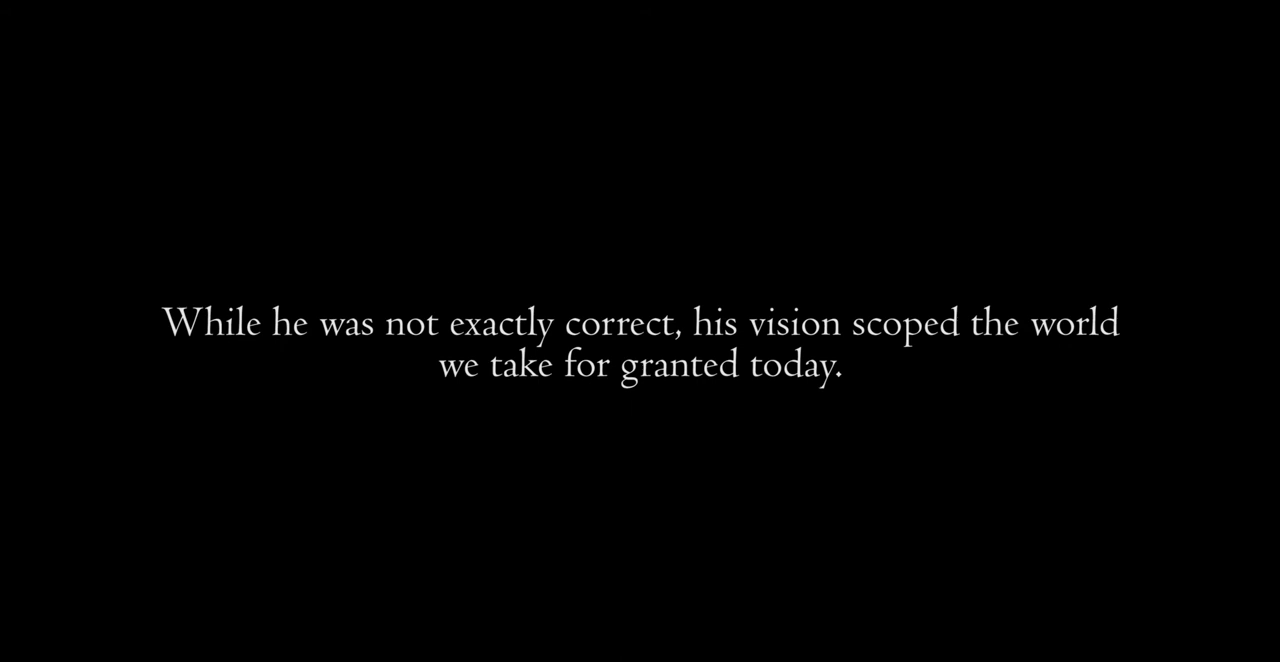 While he was not exactly correct, his vision scoped the world
we take for granted today.